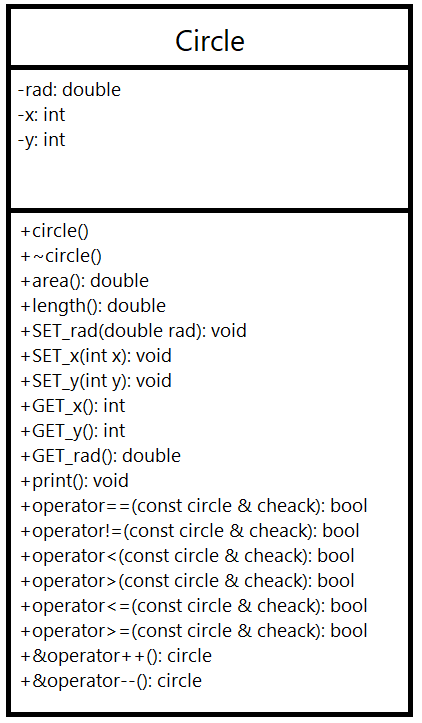 Circle
-rad: double
-x: int
-y: int
+circle()
+~circle()
+area(): double
+length(): double
+SET_rad(double rad): void
+SET_x(int x): void
+SET_y(int y): void
+GET_x(): int
+GET_y(): int
+GET_rad(): double
+print(): void
+operator==(const circle & cheack): bool
+operator!=(const circle & cheack): bool
+operator<(const circle & cheack): bool
+operator>(const circle & cheack): bool
+operator<=(const circle & cheack): bool
+operator>=(const circle & cheack): bool
+&operator++(): circle
+&operator--(): circle